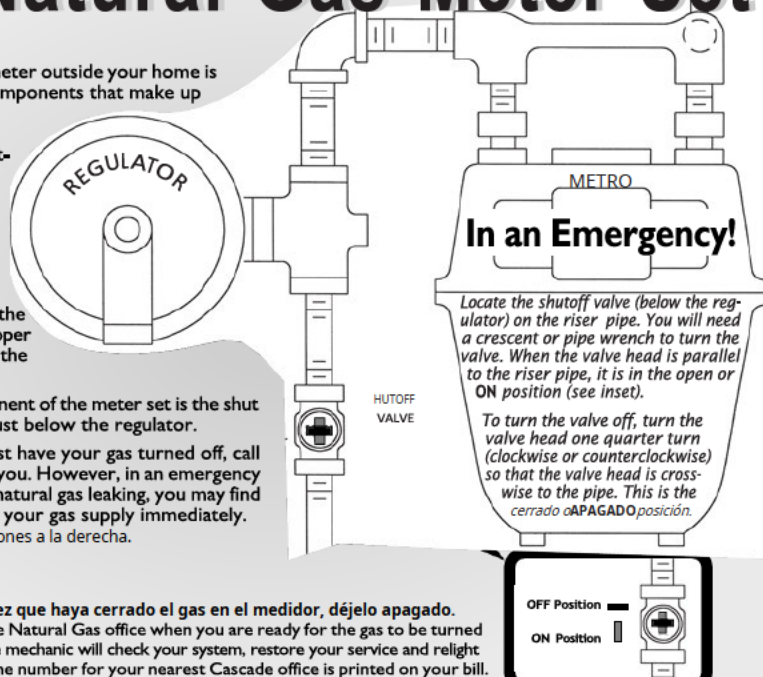 Natural Gas Meter Set
eter outside your home is
mponents that make up
t-
REGULATOR
METRO
In an Emergency!
the
pper
the
nent of the meter set is the shut
ust below the regulator.
st have your gas turned off, call
you. However, in an emergency
natural gas leaking, you may find
your gas supply immediately.
ones a la derecha.
HUTOFF
VALVE
Locate the shutoff valve (below the reg-
ulator) on the riser pipe. You will need
a crescent or pipe wrench to turn the
valve. When the valve head is parallel
to the riser pipe, it is in the open or
ON position (see inset).
To turn the valve off, turn the
valve head one quarter turn
(clockwise or counterclockwise)
so that the valve head is cross-
wise to the pipe. This is the
cerrado oAPAGADOposición.
ez que haya cerrado el gas en el medidor, déjelo apagado.
e Natural Gas office when you are ready for the gas to be turned
e mechanic will check your system, restore your service and relight
ne number for your nearest Cascade office is printed on your bill.
OFF Position
ON Position